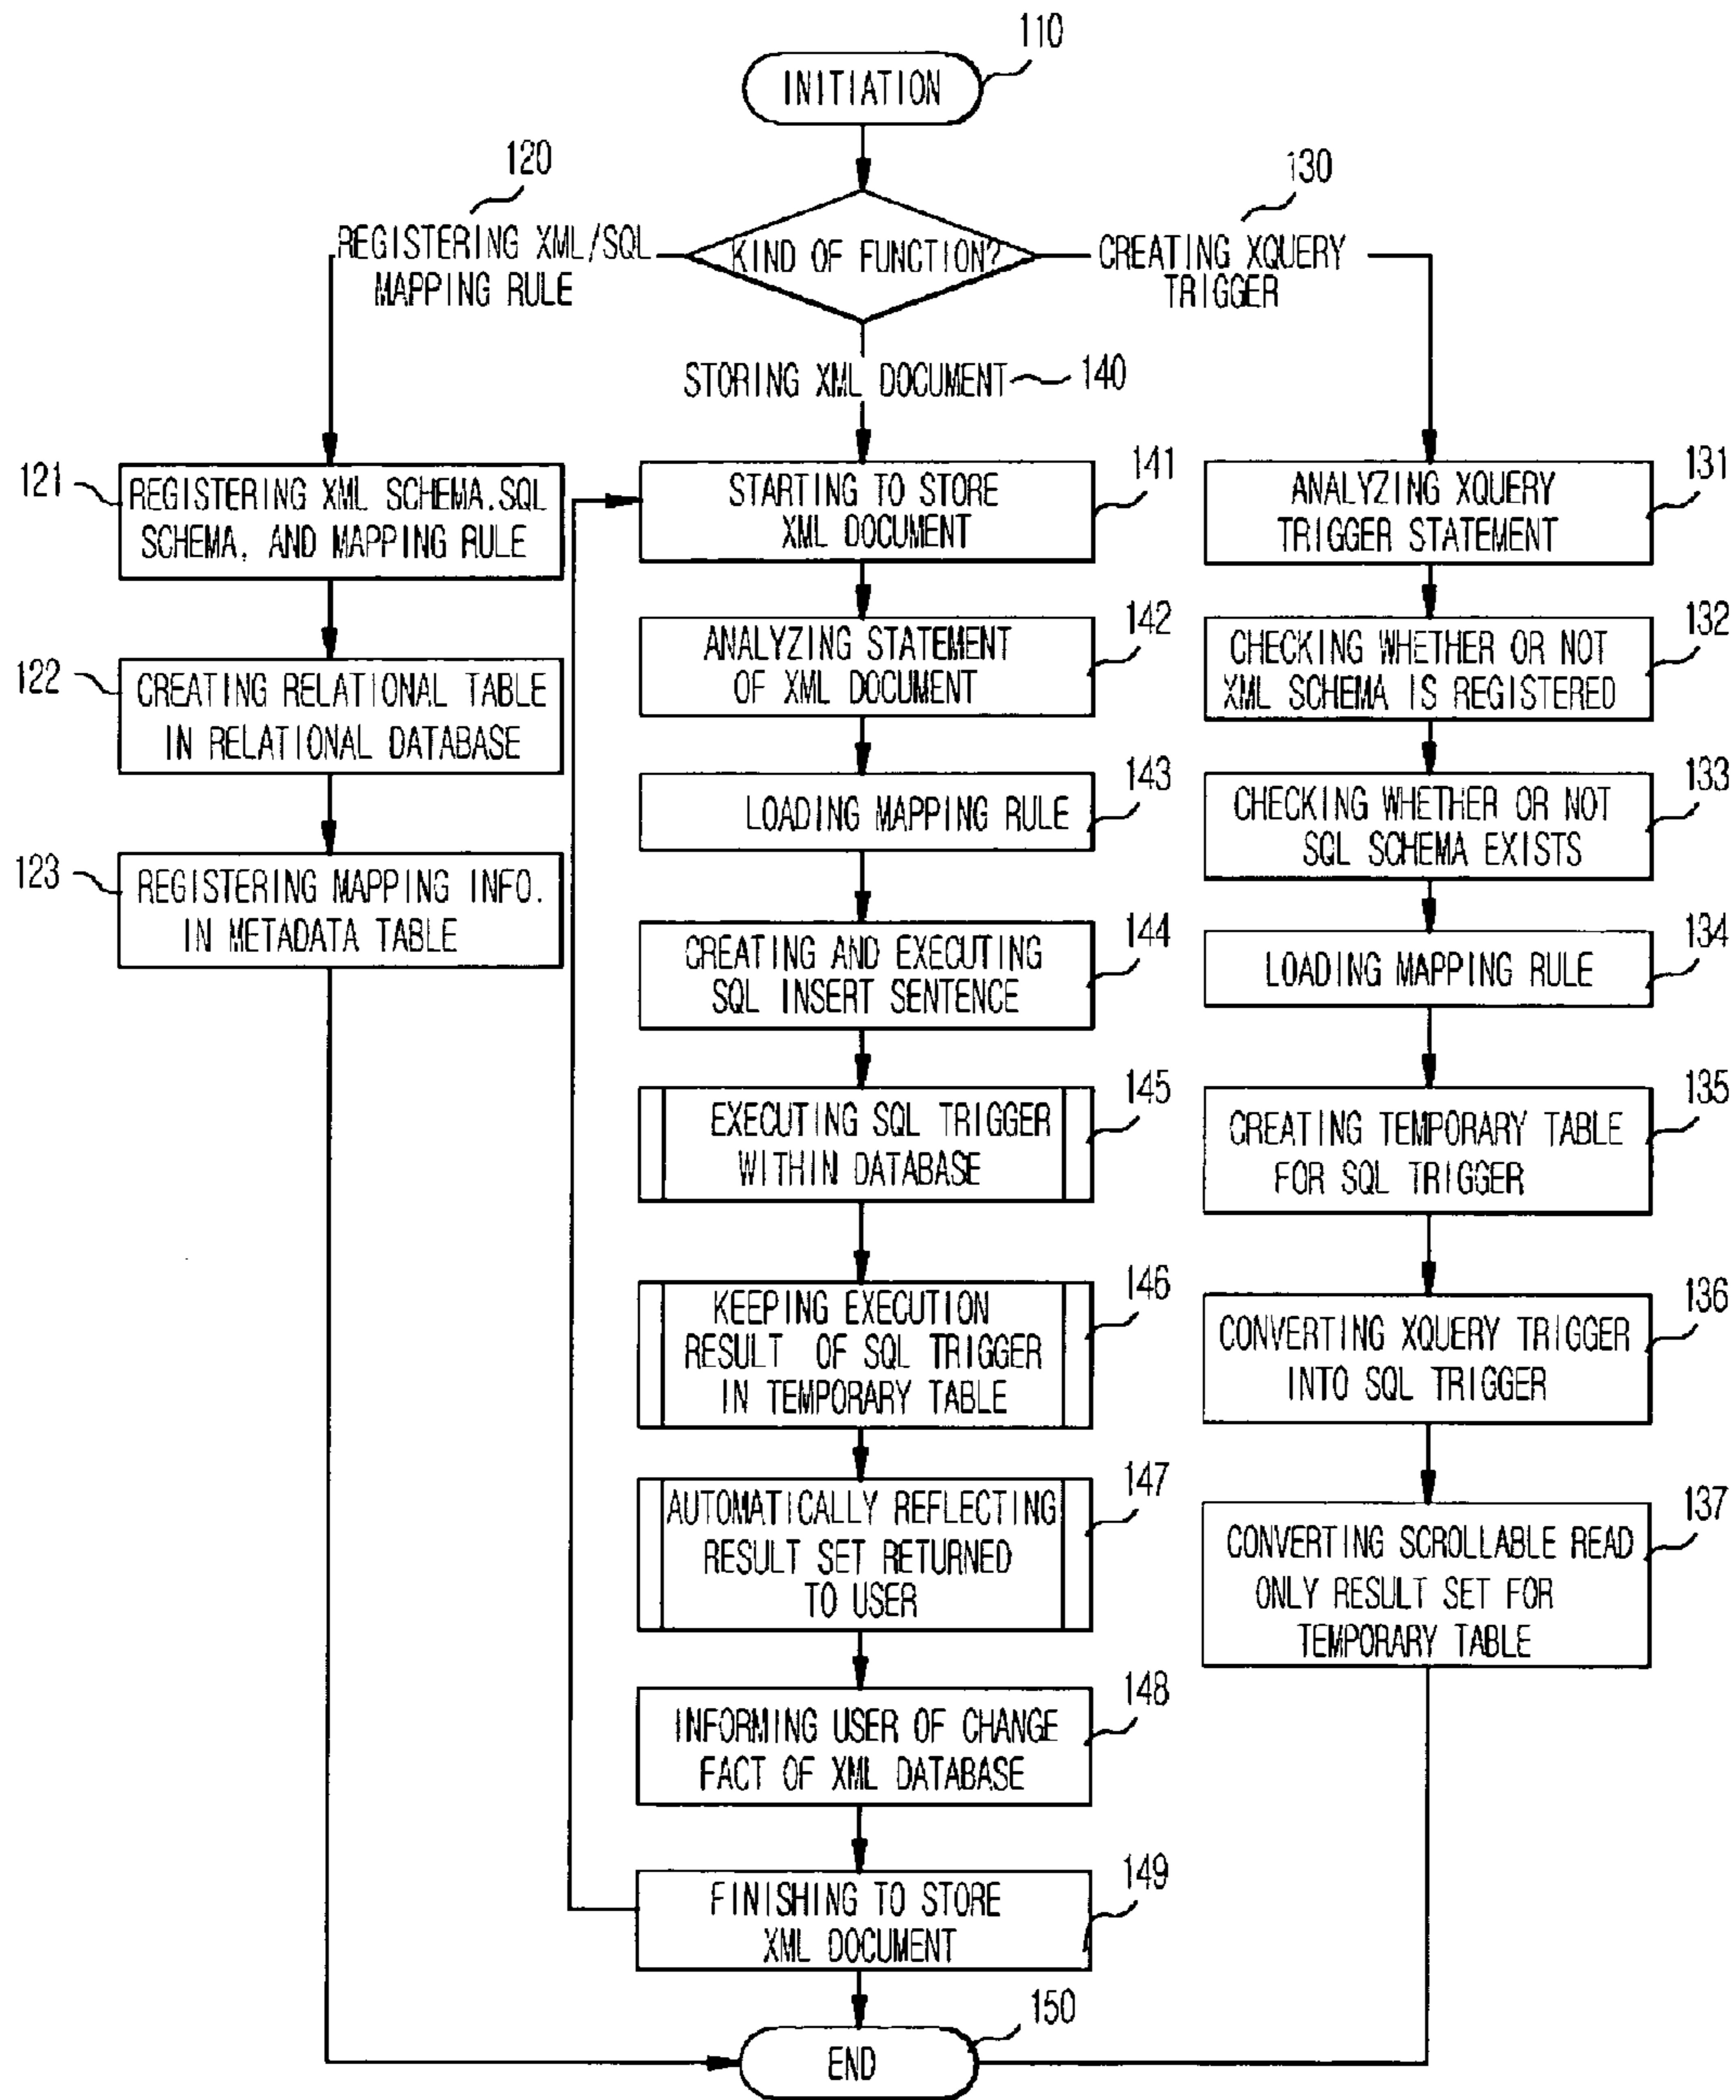 110
INITIATION
120
REGISTERING XML/SQL
MAPPING RULE
KIND OF FUNCTION?
130
CREATING XQUERY
TRIGGER
STORING XML DOCUMENT
140
121
REGISTERING XML SCHEMA.SQL
SCHEMA, AND MAPPING RULE
122
CREATING RELATIONAL TABLE
IN RELATIONAL DATABASE
123
REGISTERING MAPPING INFO.
IN METADATA TABLE
141
STARTING TO STORE
XML DOCUMENT
142
ANALYZING STATEMENT
OF XML DOCUMENT
143
LOADING MAPPING RULE
144
CREATING AND EXECUTING
SQL INSERT SENTENCE
145
EXECUTING SQL TRIGGER
WITHIN DATABASE
146
KEEPING EXECUTION
RESULT OF SQL TRIGGER
IN TEMPORARY TABLE
147
AUTOMATICALLY REFLECTING
RESULT SET RETURNED
TO USER
148
INFORMING USER OF CHANGE
FACT OF XML DATABASE
149
FINISHING TO STORE
XML DOCUMENT
131
ANALYZING XQUERY
TRIGGER STATEMENT
132
CHECKING WHETHER OR NOT
XML SCHEMA IS REGISTERED
133
CHECKING WHETHER OR NOT
SQL SCHEMA EXISTS
134
LOADING MAPPING RULE
135
CREATING TEMPORARY TABLE
FOR SQL TRIGGER
136
CONVERTING XQUERY TRIGGER
INTO SQL TRIGGER
137
CONVERTING SCROLLABLE READ
ONLY RESULT SET FOR
TEMPORARY TABLE
150
END